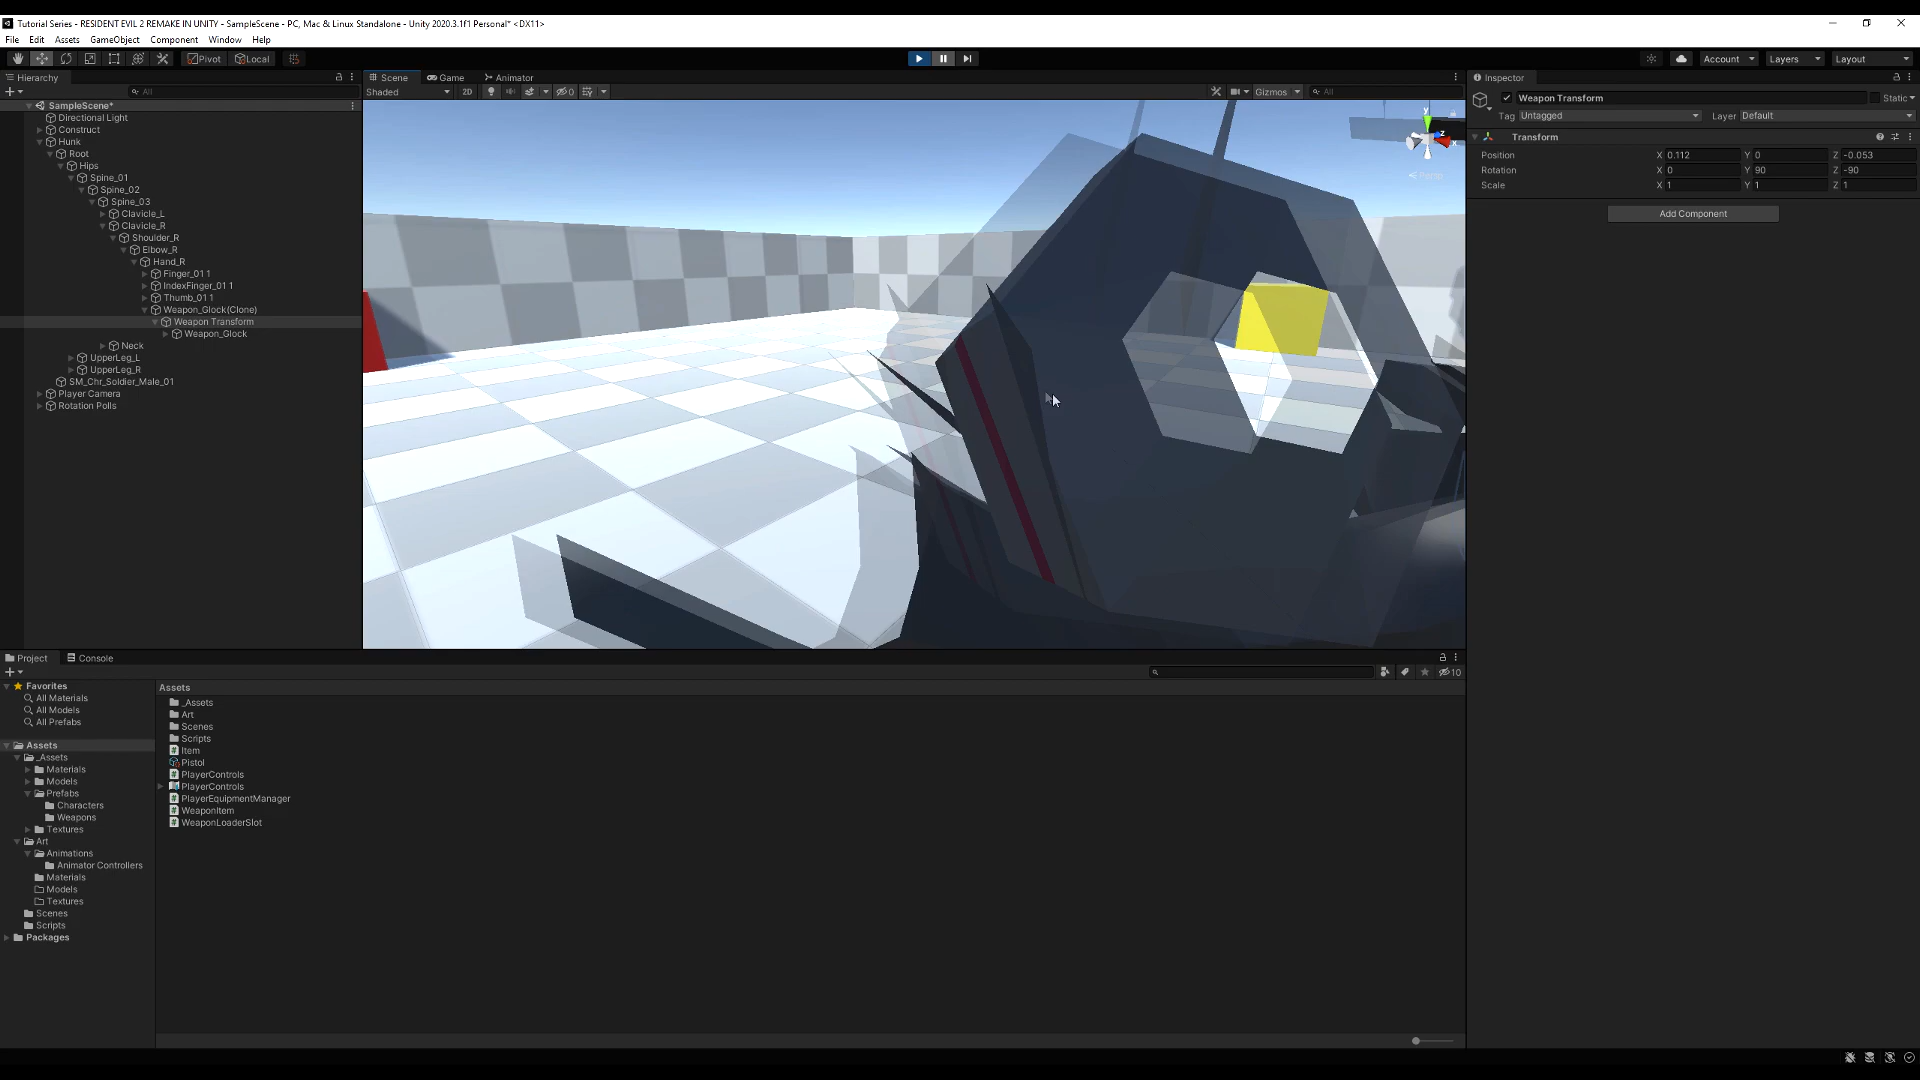 Tutorial Series - RESIDENT EVIL 2 REMAKE IN UNITY - SampleScene - PC, Mac & Linux Standalone - Unity 2020.3.1f1 Personal* <DX11>
File Edit Assets GameObject Component Window Help
Pivot Local Account Layers Layout
Hierarchy
All
SampleScene*
Directional Light
Construct
Hunk
Root
Hips
Spine_01
Spine_02
Spine_03
Clavicle_L
Clavicle_R
Shoulder_R
Elbow_R
Hand_R
Finger_01 1
IndexFinger_01 1
Thumb_01 1
Weapon_Glock(Clone)
Weapon Transform
Weapon_Glock
Neck
UpperLeg_L
UpperLeg_R
SM_Chr_Soldier_Male_01
Player Camera
Rotation Polls
Scene Game Animator
Shaded 2D 0 Gizmos All
y
z
x
Persp
Inspector
Weapon Transform Static
Tag Untagged Layer Default
Transform
Position X 0.112 Y 0 Z -0.053
Rotation X 0 Y 90 Z -90
Scale X 1 Y 1 Z 1
Add Component
Project Console
10
Favorites
All Materials
All Models
All Prefabs
Assets
_Assets
Materials
Models
Prefabs
Characters
Weapons
Textures
Art
Animations
Animator Controllers
Materials
Models
Textures
Scenes
Scripts
Packages
Assets
_Assets
Art
Scenes
Scripts
Item
Pistol
PlayerControls
PlayerControls
PlayerEquipmentManager
WeaponItem
WeaponLoaderSlot